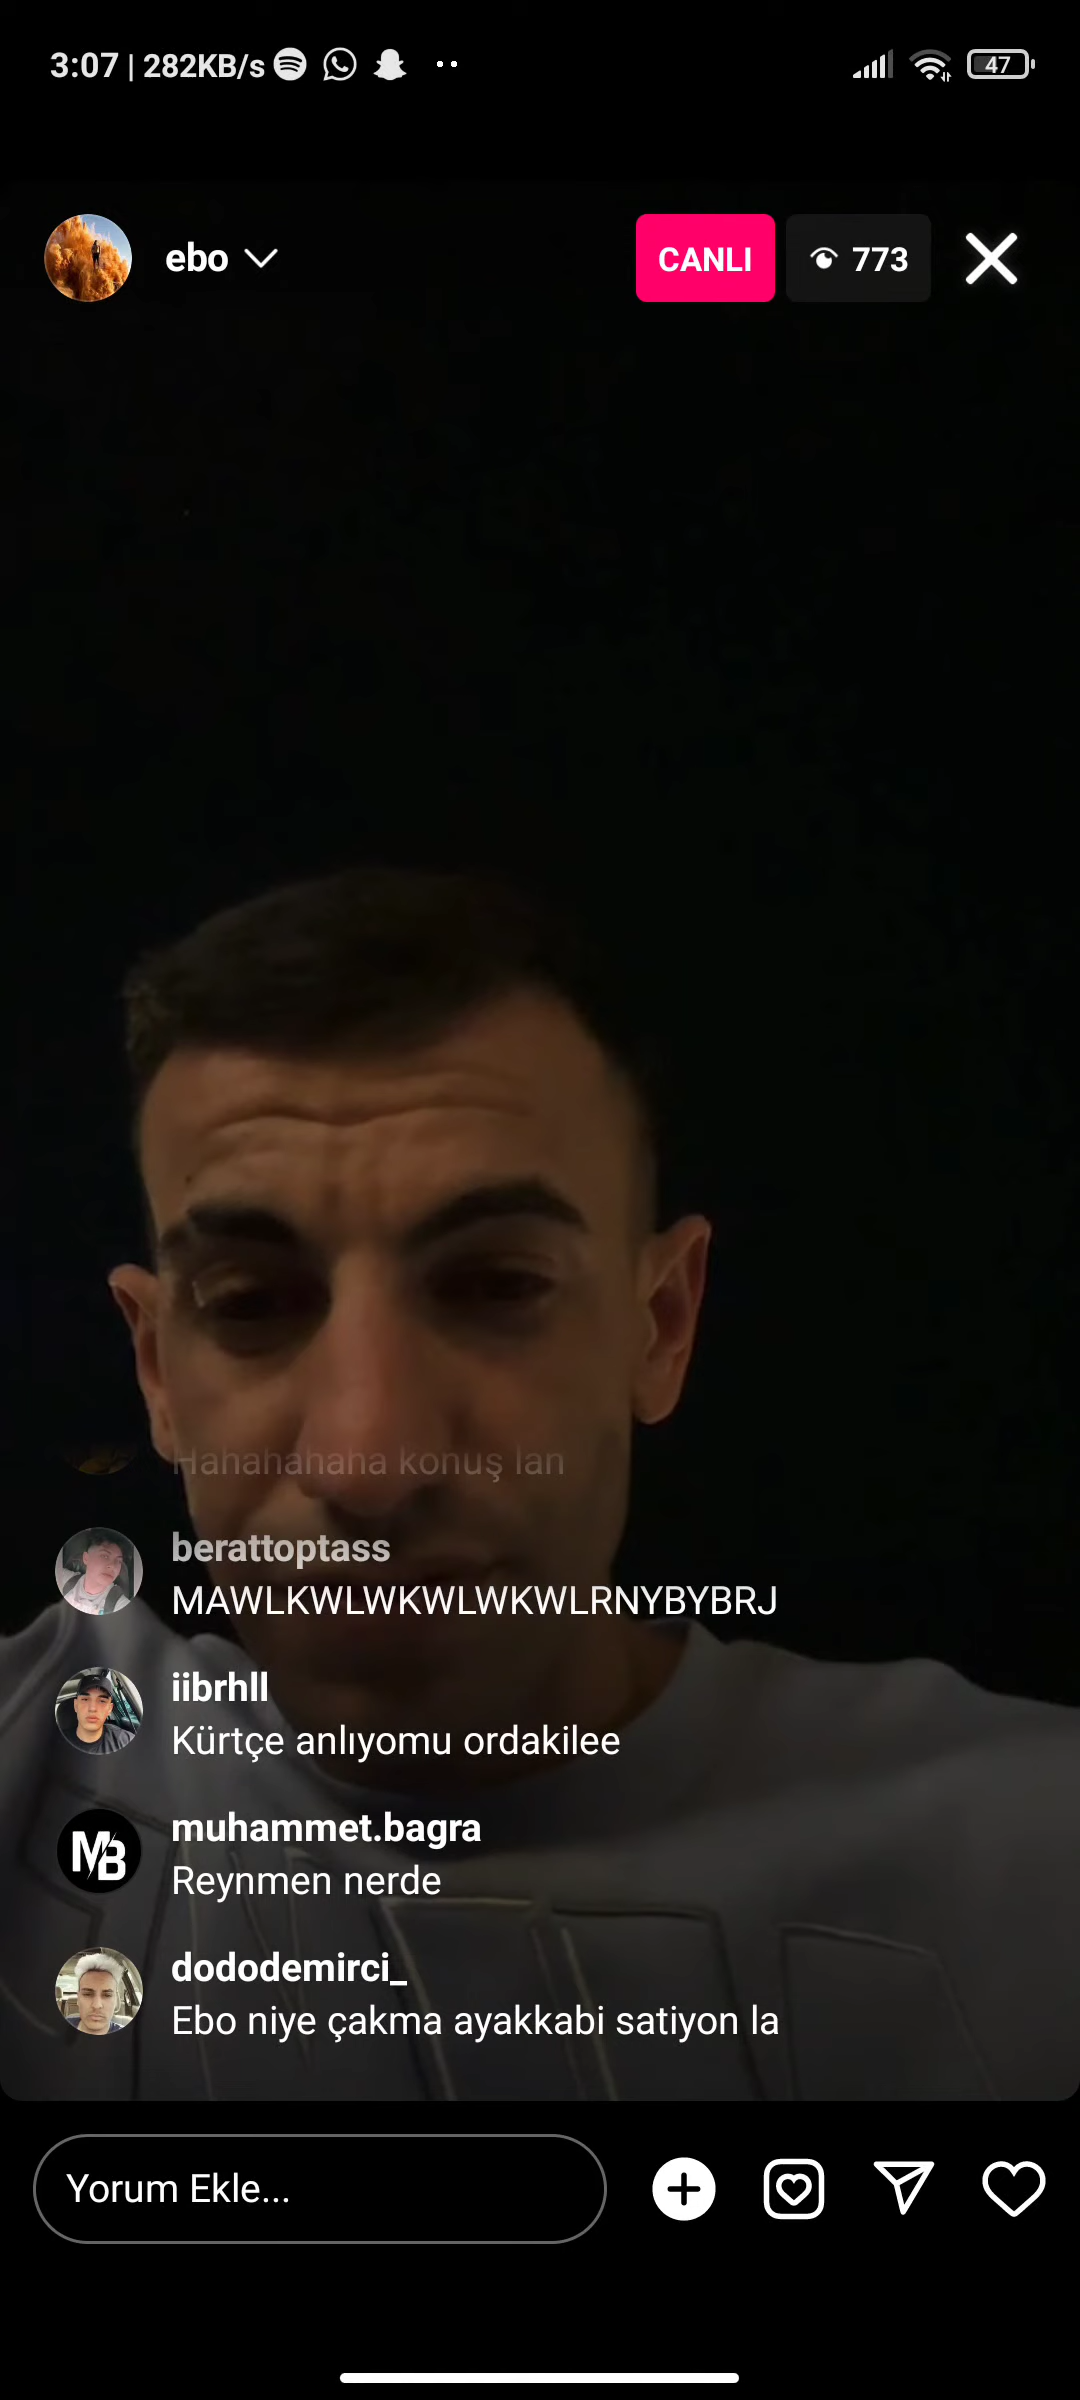 3:07 | 282KB/s
47
ebo
CANLI
773
Hahahahaha konuş lan
berattoptass
MAWLKWLWKWLWKWLRNYBYBRJ
iibrhll
Kürtçe anlıyomu ordakilee
MB
muhammet.bagra
Reynmen nerde
dododemirci_
Ebo niye çakma ayakkabi satiyon la
Yorum Ekle...